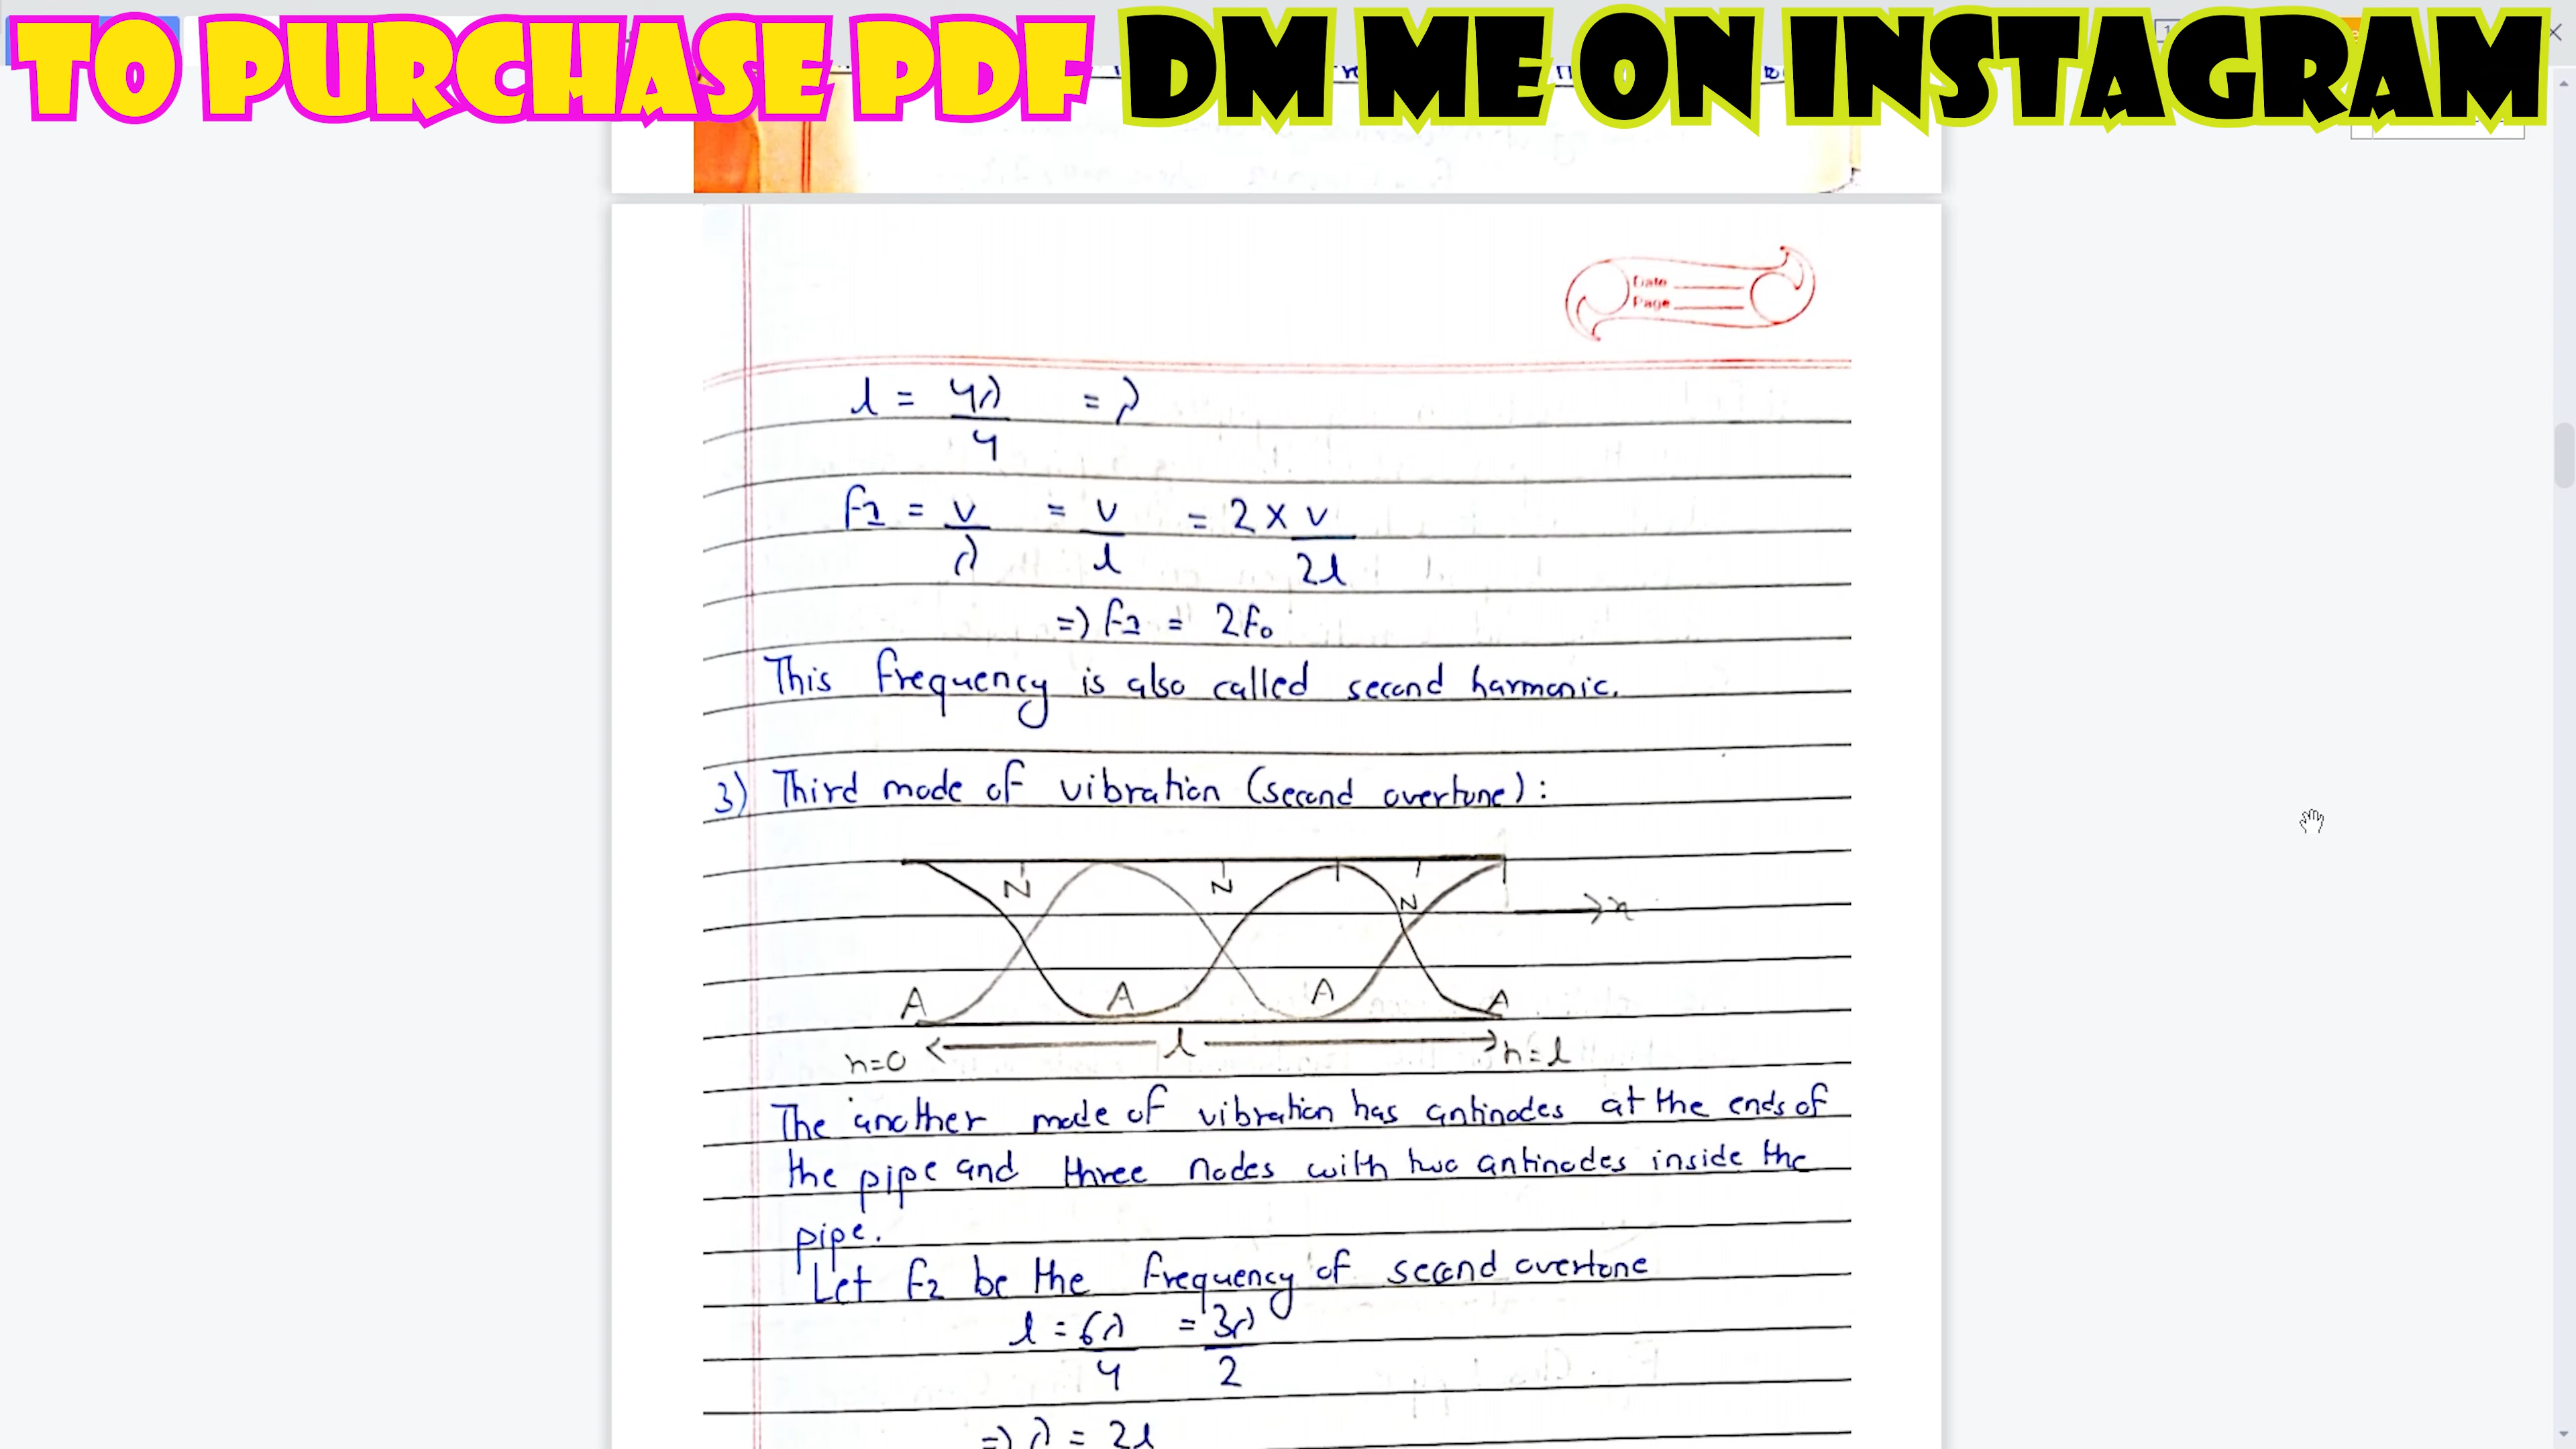 TO PURCHASE PDF DM ME ON INSTAGRAM
Date
Page
l = 4λ/4 = λ
f2 = v/λ = v/l = 2 × v/2l
=) f2 = 2f0
This frequency is also called second harmonic.
3) Third mode of vibration (second overtone):
N N N
→x
A A A A
n=0 <— l —> n=l
The another mode of vibration has antinodes at the ends of
the pipe and three nodes with two antinodes inside the
pipe.
Let f2 be the frequency of second overtone
l = 6λ/4 = 3λ/2
=) λ = 2l